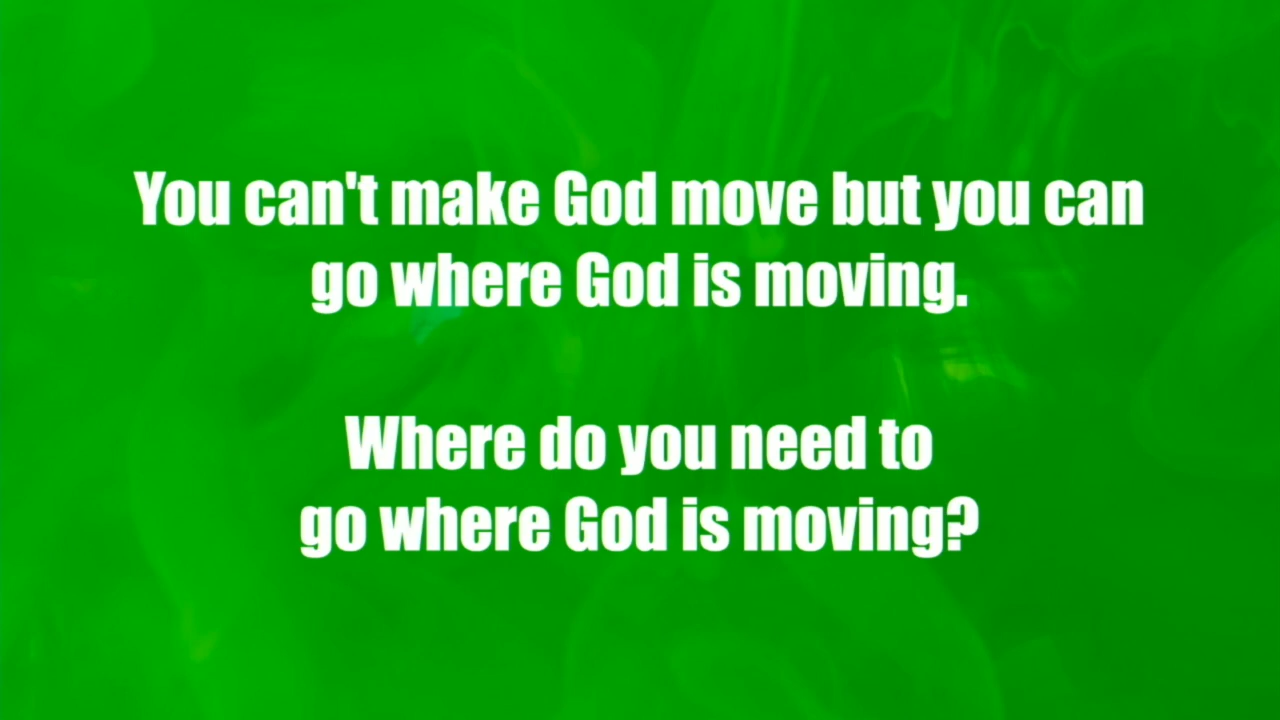 You can't make God move but you can
go where God is moving.
Where do you need to
go where God is moving?